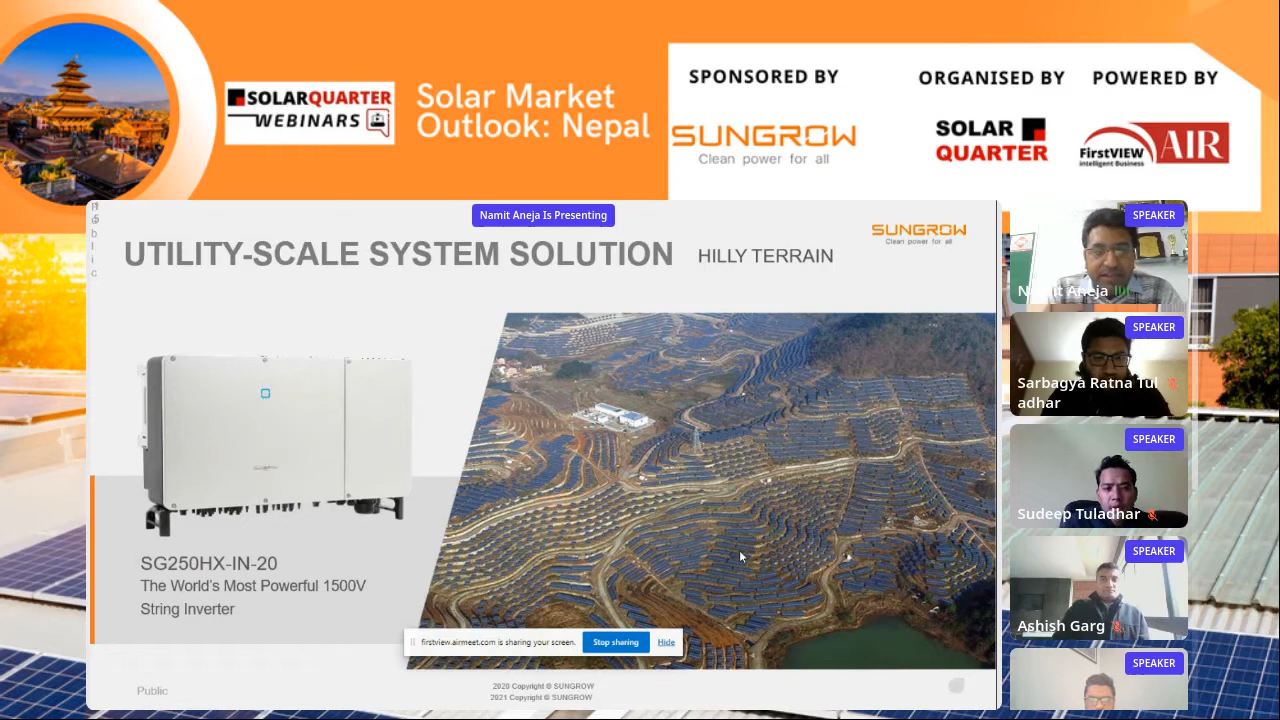 SOLARQUARTER
WEBINARS
Solar Market
Outlook: Nepal
SPONSORED BY
SUNGROW
Clean power for all
ORGANISED BY
SOLAR
QUARTER
POWERED BY
FirstVIEW
Intelligent Business
AIR
Namit Aneja Is Presenting
UTILITY-SCALE SYSTEM SOLUTION HILLY TERRAIN
SUNGROW
Clean power for all
SG250HX-IN-20
The World's Most Powerful 1500V
String Inverter
firstview.airmeet.com is sharing your screen. Stop sharing Hide
Public
2020 Copyright © SUNGROW
2021 Copyright © SUNGROW
SPEAKER
Namit Aneja
SPEAKER
Sarbagya Ratna Tul
adhar
SPEAKER
Sudeep Tuladhar
SPEAKER
Ashish Garg
SPEAKER